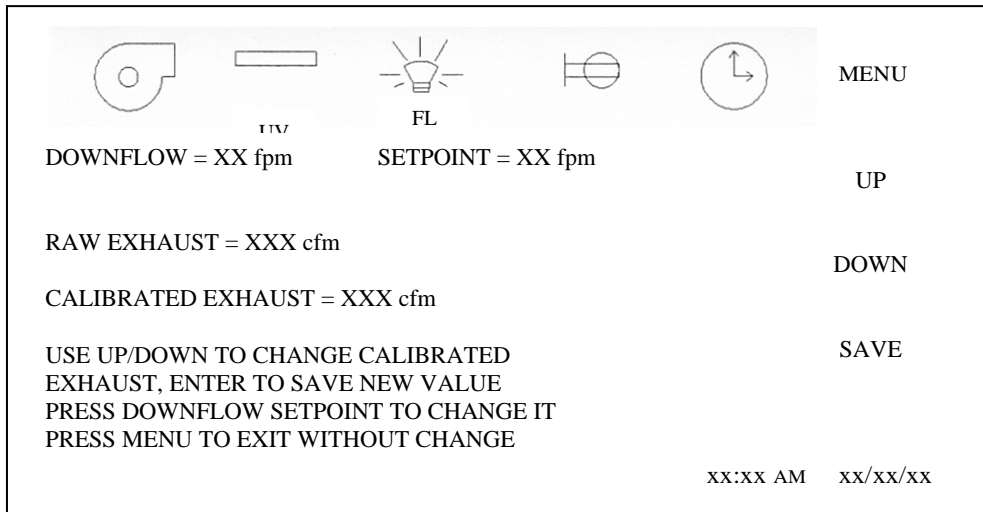 MENU
UV
FL
DOWNFLOW = XX fpm SETPOINT = XX fpm
UP
RAW EXHAUST = XXX cfm
DOWN
CALIBRATED EXHAUST = XXX cfm
USE UP/DOWN TO CHANGE CALIBRATED
SAVE
EXHAUST, ENTER TO SAVE NEW VALUE
PRESS DOWNFLOW SETPOINT TO CHANGE IT
PRESS MENU TO EXIT WITHOUT CHANGE
xx:xx AM xx/xx/xx